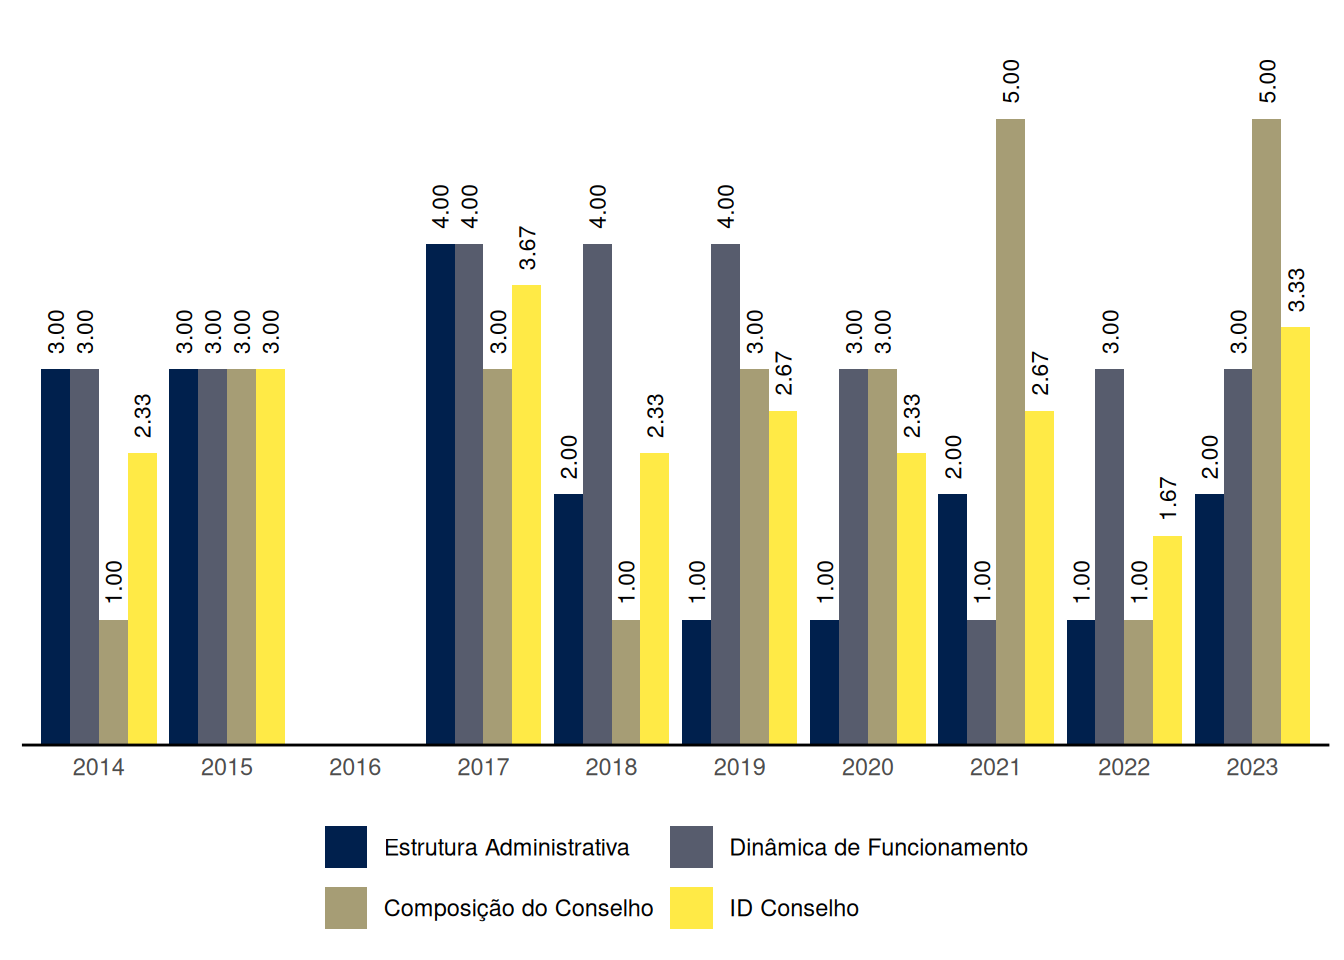 3.00 3.00 1.00 2.33 3.00 3.00 3.00 3.00 4.00 4.00 3.00 3.67 2.00 4.00 1.00 2.33 1.00 4.00 3.00 2.67 1.00 3.00 3.00 2.33 2.00 1.00 5.00 2.67 1.00 3.00 1.00 1.67 2.00 3.00 5.00 3.33
2014 2015 2016 2017 2018 2019 2020 2021 2022 2023
Estrutura Administrativa Dinâmica de Funcionamento
Composição do Conselho ID Conselho